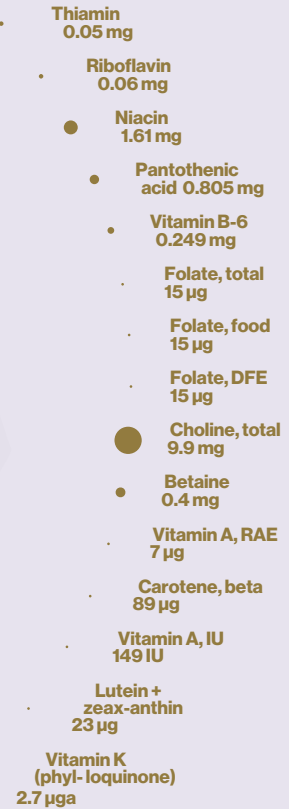 Thiamin
0.05 mg
Riboflavin
0.06 mg
Niacin
1.61 mg
Pantothenic
acid 0.805 mg
Vitamin B-6
0.249 mg
Folate, total
15 µg
Folate, food
15 µg
Folate, DFE
15 µg
Choline, total
9.9 mg
Betaine
0.4 mg
Vitamin A, RAE
7 µg
Carotene, beta
89 µg
Vitamin A, IU
149 IU
Lutein +
zeax-anthin
23 µg
Vitamin K
(phyl- loquinone)
2.7 µga